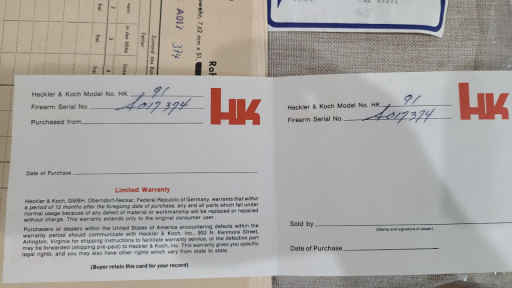 A017 374
Heckler & Koch Model No. HK 91
Firearm Serial No. A017374
Purchased from
HK
Date of Purchase
Limited Warranty
Heckler & Koch, GMBH, Oberndorf-Neckar, Federal Republic of Germany, warrants that within
a period of 12 months after the foregoing date of purchase, any and all parts which fail under
normal usage because of any defect of material or workmanship will be replaced or repaired
without charge. This warranty extends only to the original consumer user.
Purchasers or dealers within the United States of America encountering defects within the
warranty period should communicate with Heckler & Koch, Inc., 933 N. Kenmore Street,
Arlington, Virginia for shipping instructions to facilitate warranty service, or the defective part
may be forwarded (shipping pre-paid) to Heckler & Koch, Inc. This warranty gives you specific
legal rights, and you may also have other rights which vary from state to state.
(Buyer retain this card for your record)
Heckler & Koch Model No. HK 91
Firearm Serial No. A017374
HK
Sold by
(Stamp and signature of dealer)
Date of Purchase